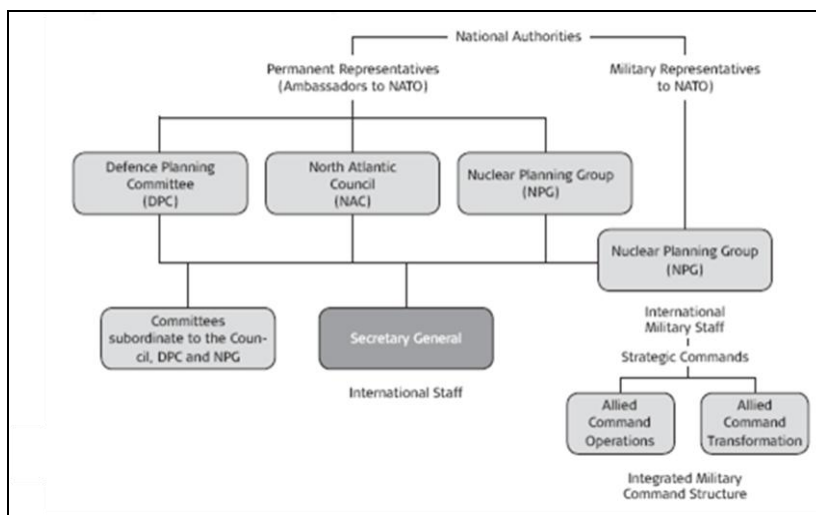 National Authorities
Permanent Representatives
(Ambassadors to NATO)
Military Representatives
to NATO)
Defence Planning
Committee
(DPC)
North Atlantic
Council
(NAC)
Nuclear Planning Group
(NPG)
Nuclear Planning Group
(NPG)
Committees
subordinate to the Coun-
cil, DPC and NPG
Secretary General
International Staff
International
Military Staff
Strategic Commands
Allied
Command
Operations
Allied
Command
Transformation
Integrated Military
Command Structure